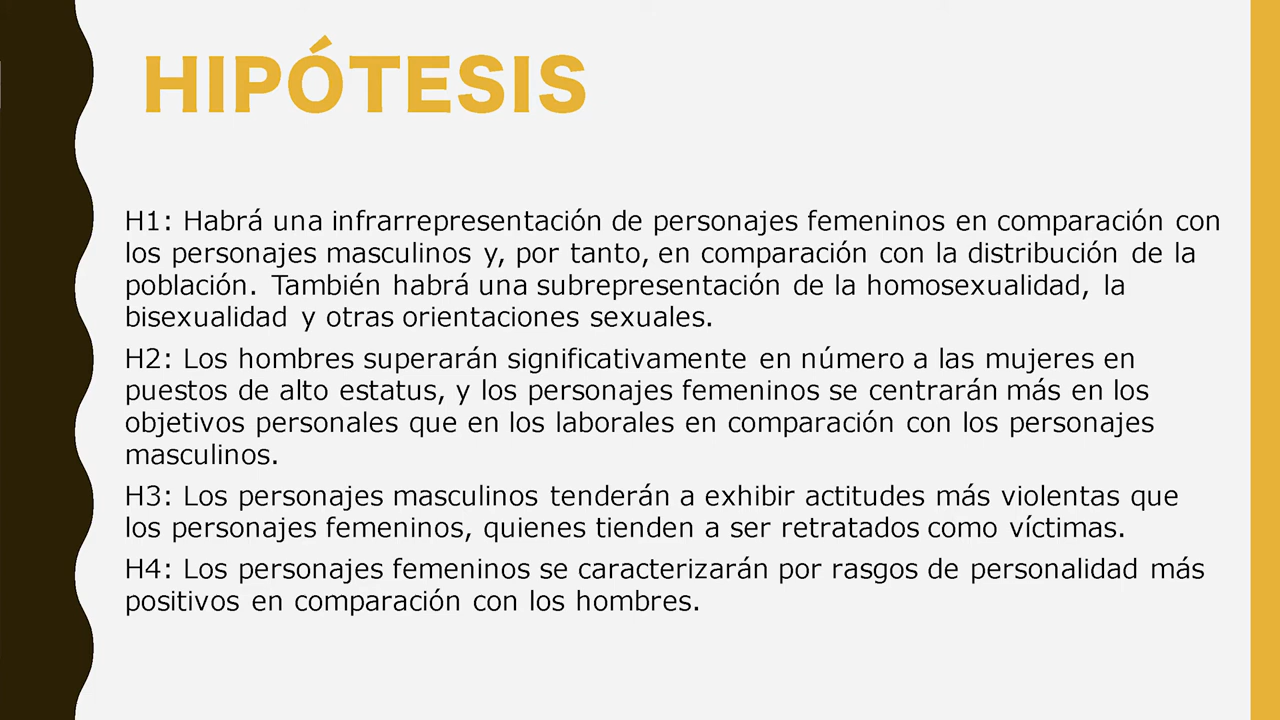 HIPÓTESIS
H1: Habrá una infrarrepresentación de personajes femeninos en comparación con
los personajes masculinos y, por tanto, en comparación con la distribución de la
población. También habrá una subrepresentación de la homosexualidad, la
bisexualidad y otras orientaciones sexuales.
H2: Los hombres superarán significativamente en número a las mujeres en
puestos de alto estatus, y los personajes femeninos se centrarán más en los
objetivos personales que en los laborales en comparación con los personajes
masculinos.
H3: Los personajes masculinos tenderán a exhibir actitudes más violentas que
los personajes femeninos, quienes tienden a ser retratados como víctimas.
H4: Los personajes femeninos se caracterizarán por rasgos de personalidad más
positivos en comparación con los hombres.